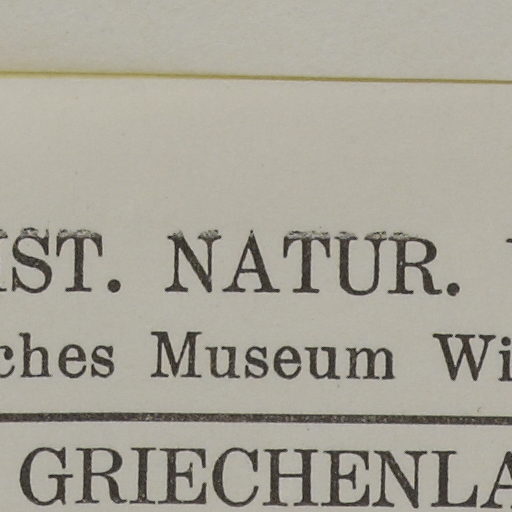 IST. NATUR.
ches Museum Wi
GRIECHENLA